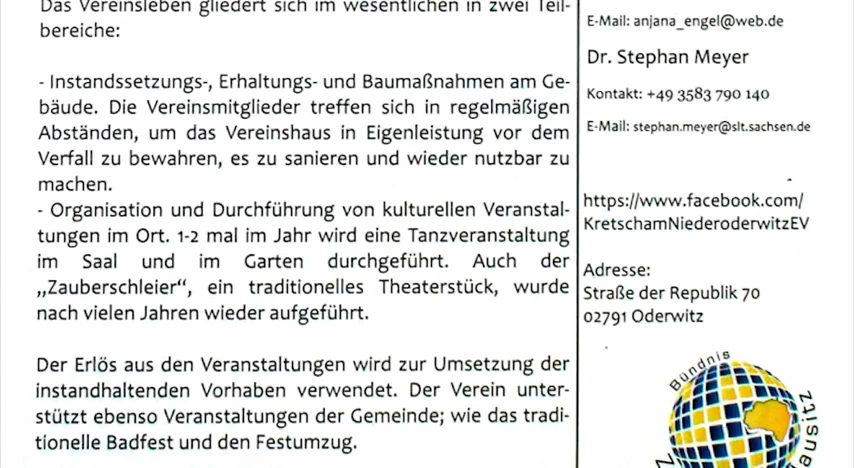 Das Vereinsleben gliedert sich im wesentlichen in zwei Teil-
bereiche:
- Instandssetzungs-, Erhaltungs- und Baumaßnahmen am Ge-
bäude. Die Vereinsmitglieder treffen sich in regelmäßigen
Abständen, um das Vereinshaus in Eigenleistung vor dem
Verfall zu bewahren, es zu sanieren und wieder nutzbar zu
machen.
- Organisation und Durchführung von kulturellen Veranstal-
tungen im Ort. 1-2 mal im Jahr wird eine Tanzveranstaltung
im Saal und im Garten durchgeführt. Auch der
„Zauberschleier“, ein traditionelles Theaterstück, wurde
nach vielen Jahren wieder aufgeführt.
Der Erlös aus den Veranstaltungen wird zur Umsetzung der
instandhaltenden Vorhaben verwendet. Der Verein unter-
stützt ebenso Veranstaltungen der Gemeinde; wie das tradi-
tionelle Badfest und den Festumzug.
E-Mail: anjana_engel@web.de
Dr. Stephan Meyer
Kontakt: +49 3583 790 140
E-Mail: stephan.meyer@slt.sachsen.de
https://www.facebook.com/
KretschamNiederoderwitzEV
Adresse:
Straße der Republik 70
02791 Oderwitz
Bündnis